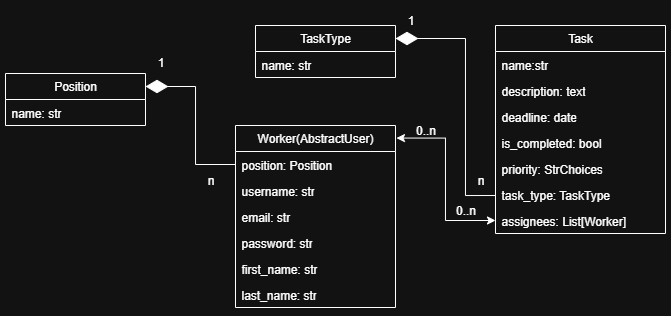 TaskType
name: str
1
Task
name:str
description: text
deadline: date
is_completed: bool
priority: StrChoices
task_type: TaskType
assignees: List[Worker]
Position
name: str
1
n
Worker(AbstractUser)
position: Position
username: str
email: str
password: str
first_name: str
last_name: str
0..n
n
0..n